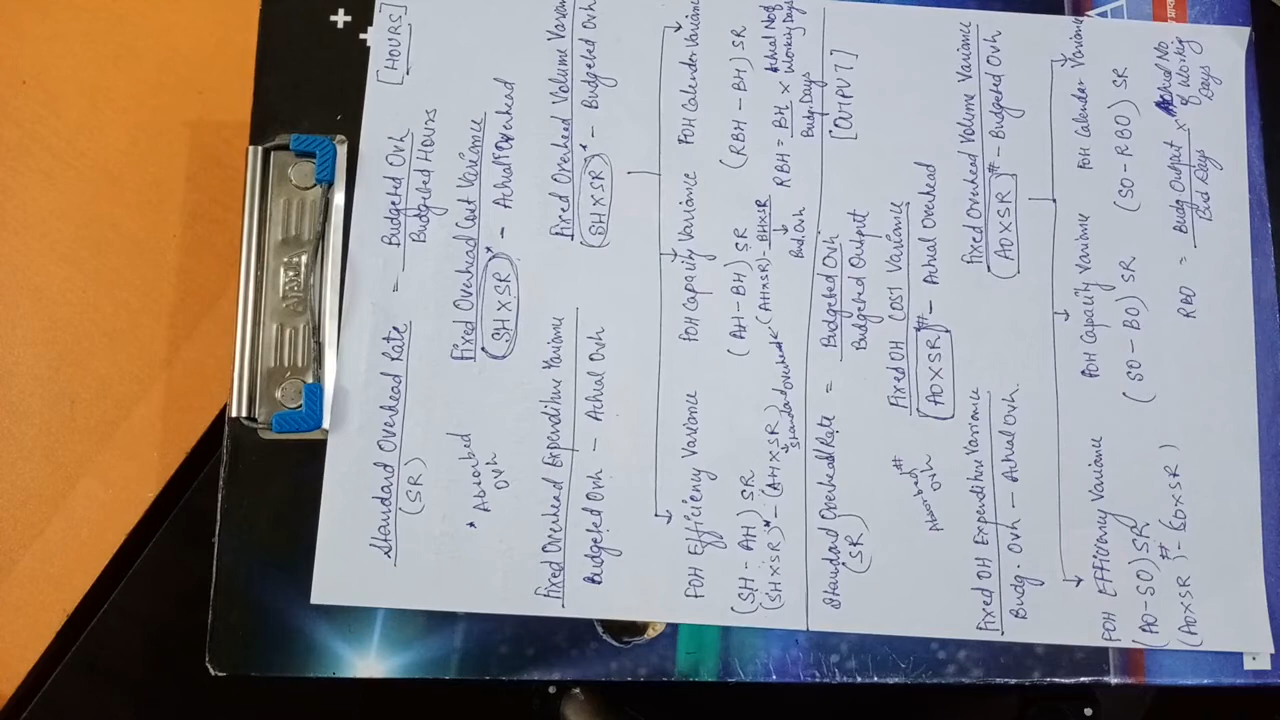 Standard Overhead Rate = Budgeted Ovh [HOURS]
(SR) Budgeted Hours
Fixed Overhead Cost Variance
* Absorbed (SH x SR)* - Actual Overhead
Ovh
Fixed Overhead Expenditure Variance Fixed Overhead Volume Varian
Budgeted Ovh - Actual Ovh (SH x SR)* - Budgeted Ovh
FOH Efficiency Variance FOH Capacity Variance FOH Calender Variance
(SH - AH) SR (AH - BH) SR (RBH - BH) SR
(SH x SR)* - (AH x SR) (AH x SR) - BH x SR RBH = BH x Actual No of
Standard overhead Bud. Ovh Budg. Days Working Days
Standard Overhead Rate = Budgeted Ovh [OUTPUT]
(SR) Budgeted Output
Fixed OH COST Variance
Absorbed# (AO x SR)# - Actual Overhead
Ovh
Fixed OH Expenditure Variance Fixed Overhead Volume Variance
Budg. Ovh - Actual Ovh. (AO x SR)# - Budgeted Ovh
FOH Efficiency Variance FOH Capacity Variance FOH Calender Variance
(AO - SO) SR (SO - BO) SR (SO - RBO) SR
(AO x SR)# - (SO x SR) RBO = Budg Output x Actual No
Bud Days of Working
Days